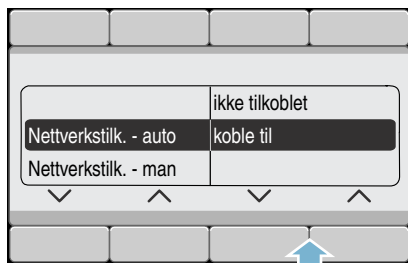 ikke tilkoblet
Nettverkstilk. - auto koble til
Nettverkstilk. - man